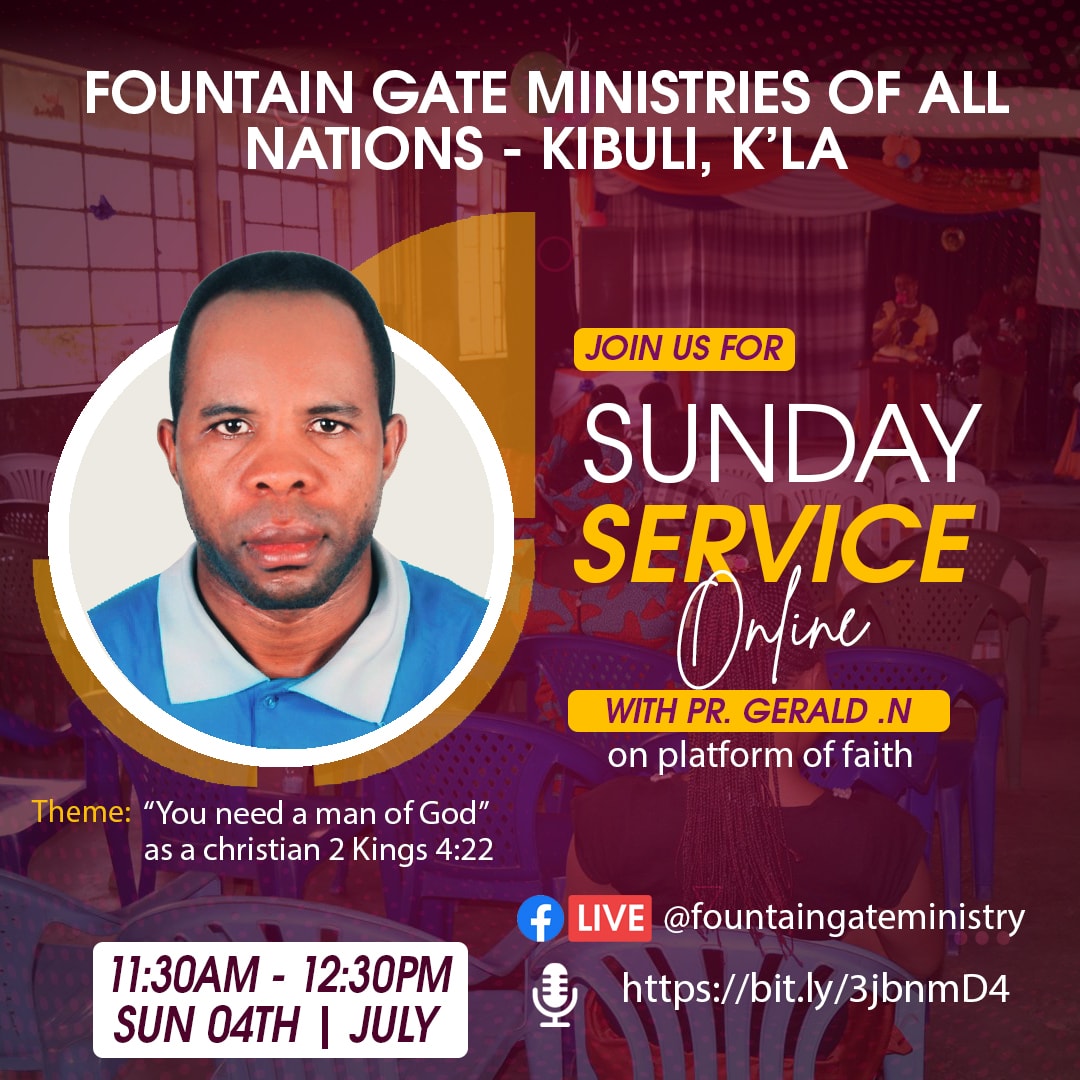 FOUNTAIN GATE MINISTRIES OF ALL
NATIONS - KIBULI, K’LA
JOIN US FOR
SUNDAY
SERVICE
Online
WITH PR. GERALD .N
on platform of faith
Theme: “You need a man of God”
as a christian 2 Kings 4:22
LIVE @fountaingateministry
https://bit.ly/3jbnmD4
11:30AM - 12:30PM
SUN 04TH | JULY